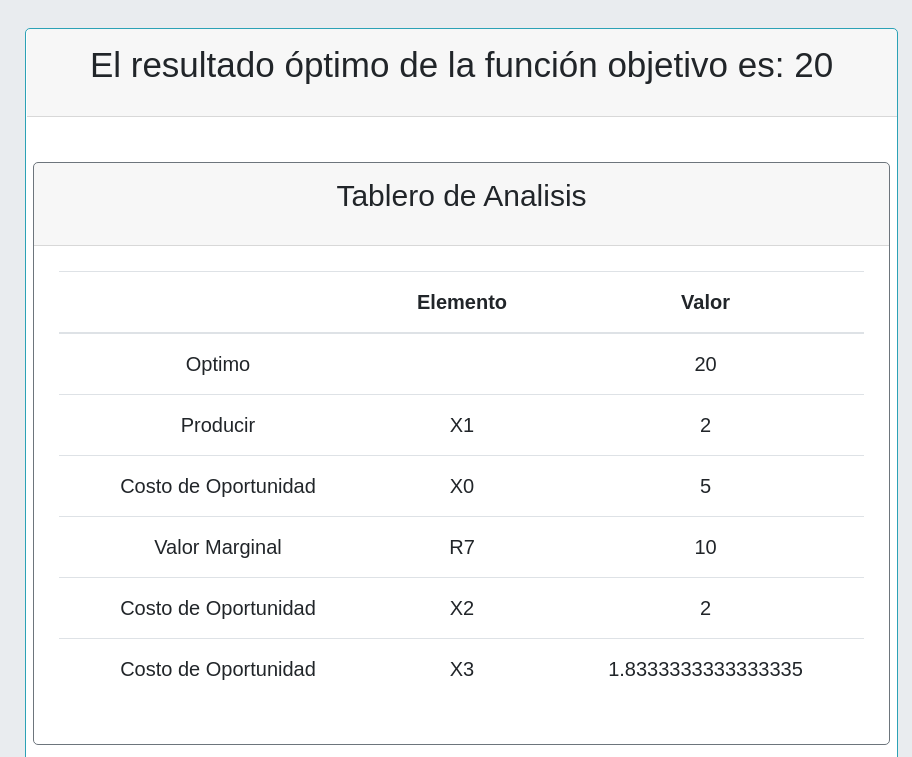 El resultado óptimo de la función objetivo es: 20
Tablero de Analisis
Elemento Valor
Optimo 20
Producir X1 2
Costo de Oportunidad X0 5
Valor Marginal R7 10
Costo de Oportunidad X2 2
Costo de Oportunidad X3 1.8333333333333335